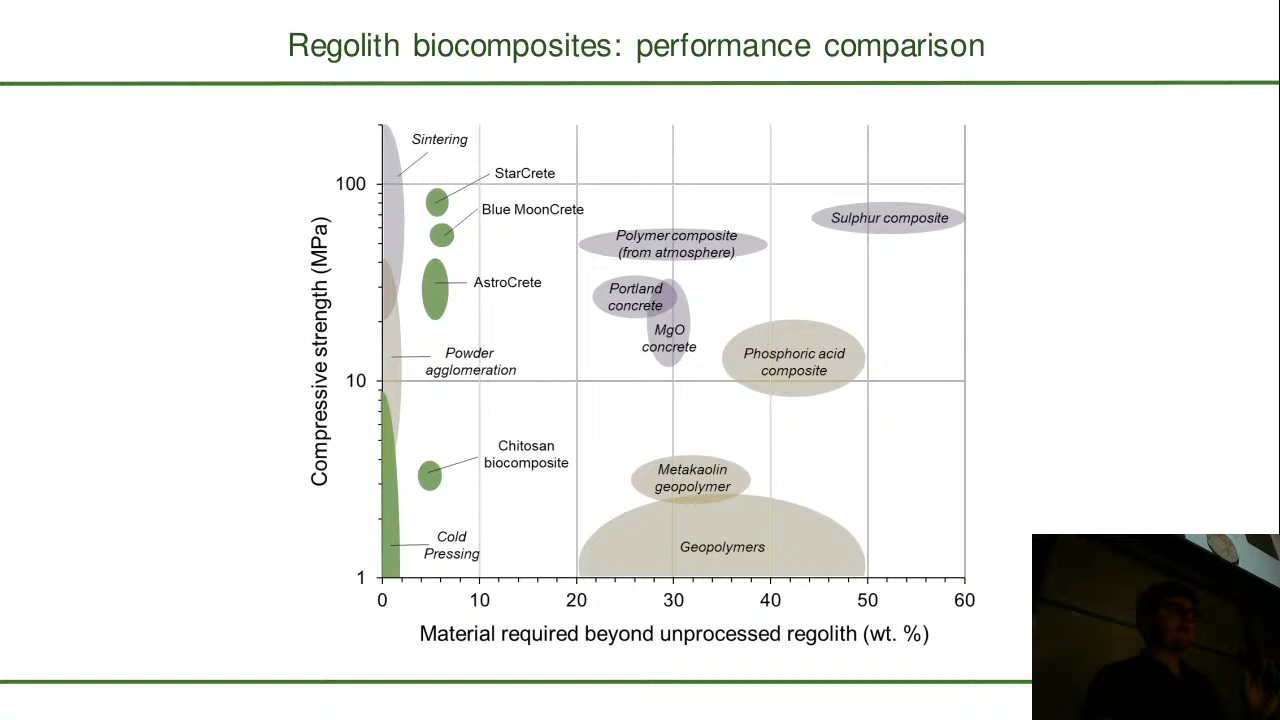 Regolith biocomposites: performance comparison
Sintering
StarCrete
Blue MoonCrete
AstroCrete
Powder
agglomeration
Chitosan
biocomposite
Cold
Pressing
Polymer composite
(from atmosphere)
Portland
concrete
MgO
concrete
Sulphur composite
Phosphoric acid
composite
Metakaolin
geopolymer
Geopolymers
Compressive strength (MPa)
100
10
1
0 10 20 30 40 50 60
Material required beyond unprocessed regolith (wt. %)